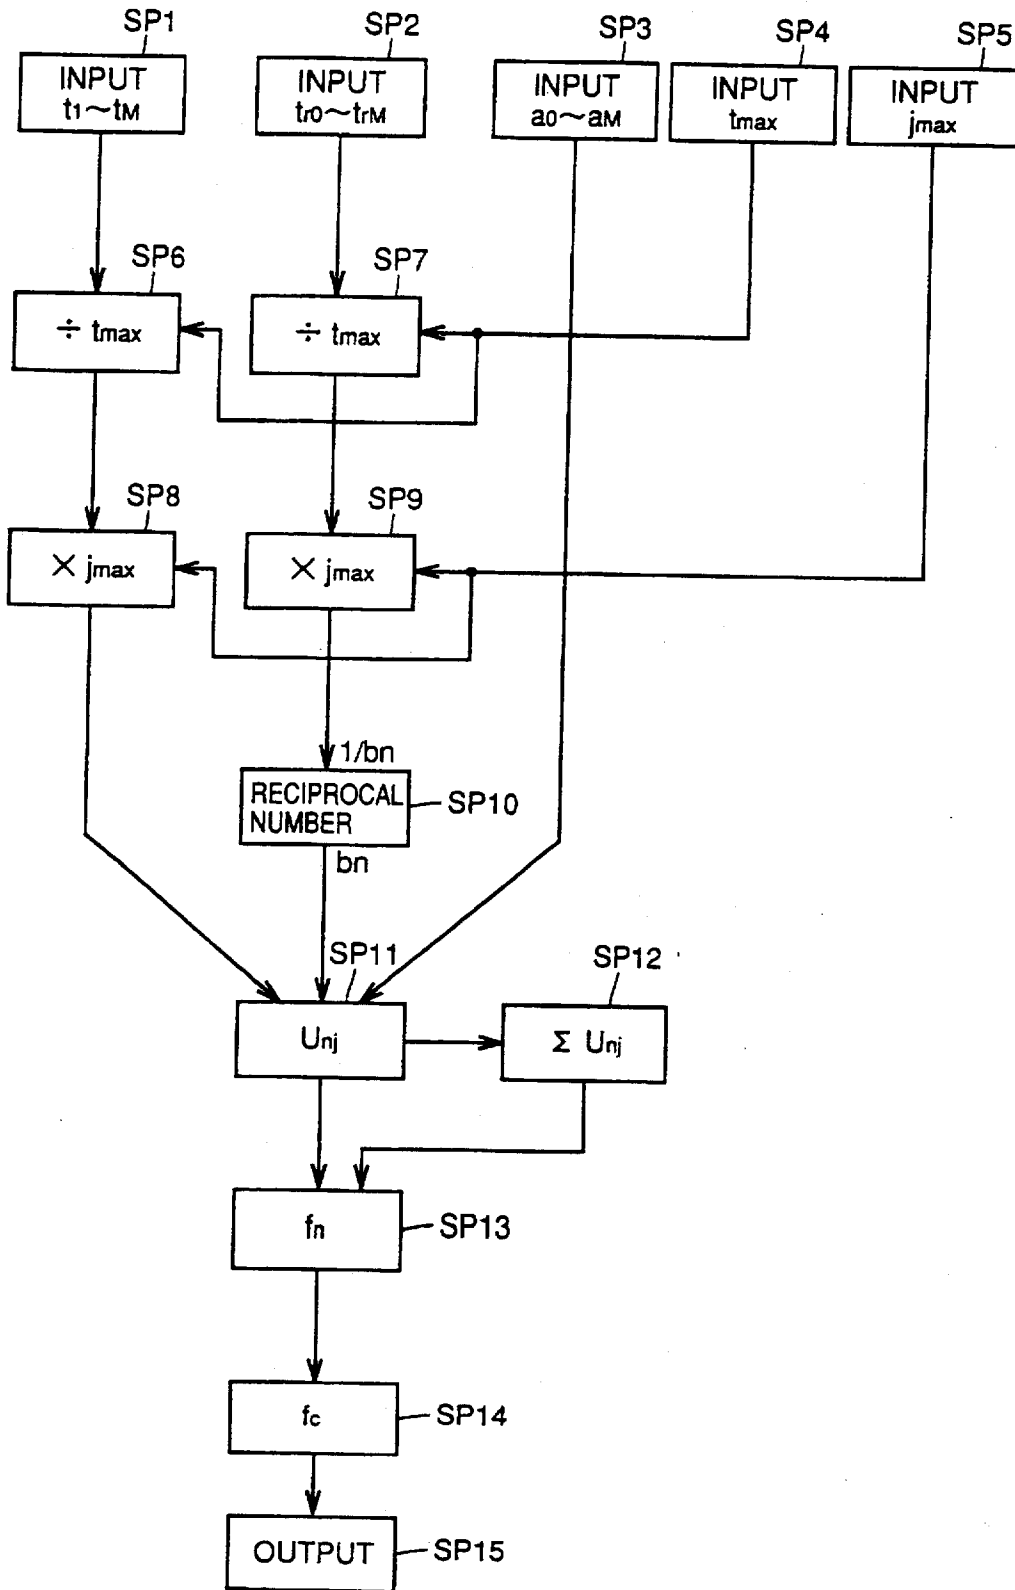 SP1
SP2
SP3
SP4
SP5
INPUT
t1~tM
INPUT
tr0~trM
INPUT
a0~aM
INPUT
tmax
INPUT
jmax
SP6
SP7
÷ tmax
÷ tmax
SP8
SP9
× jmax
× jmax
1/bn
RECIPROCAL
NUMBER
SP10
bn
SP11
SP12
Unj
Σ Unj
fn
SP13
fc
SP14
OUTPUT
SP15